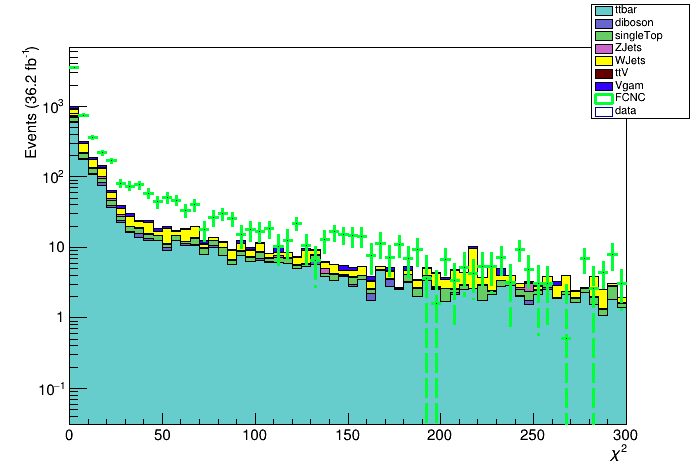 ttbar
diboson
singleTop
ZJets
WJets
ttV
Vgam
FCNC
data
Events (36.2 fb⁻¹)
10³
10²
10
1
10⁻¹
0 50 100 150 200 250 300
χ²